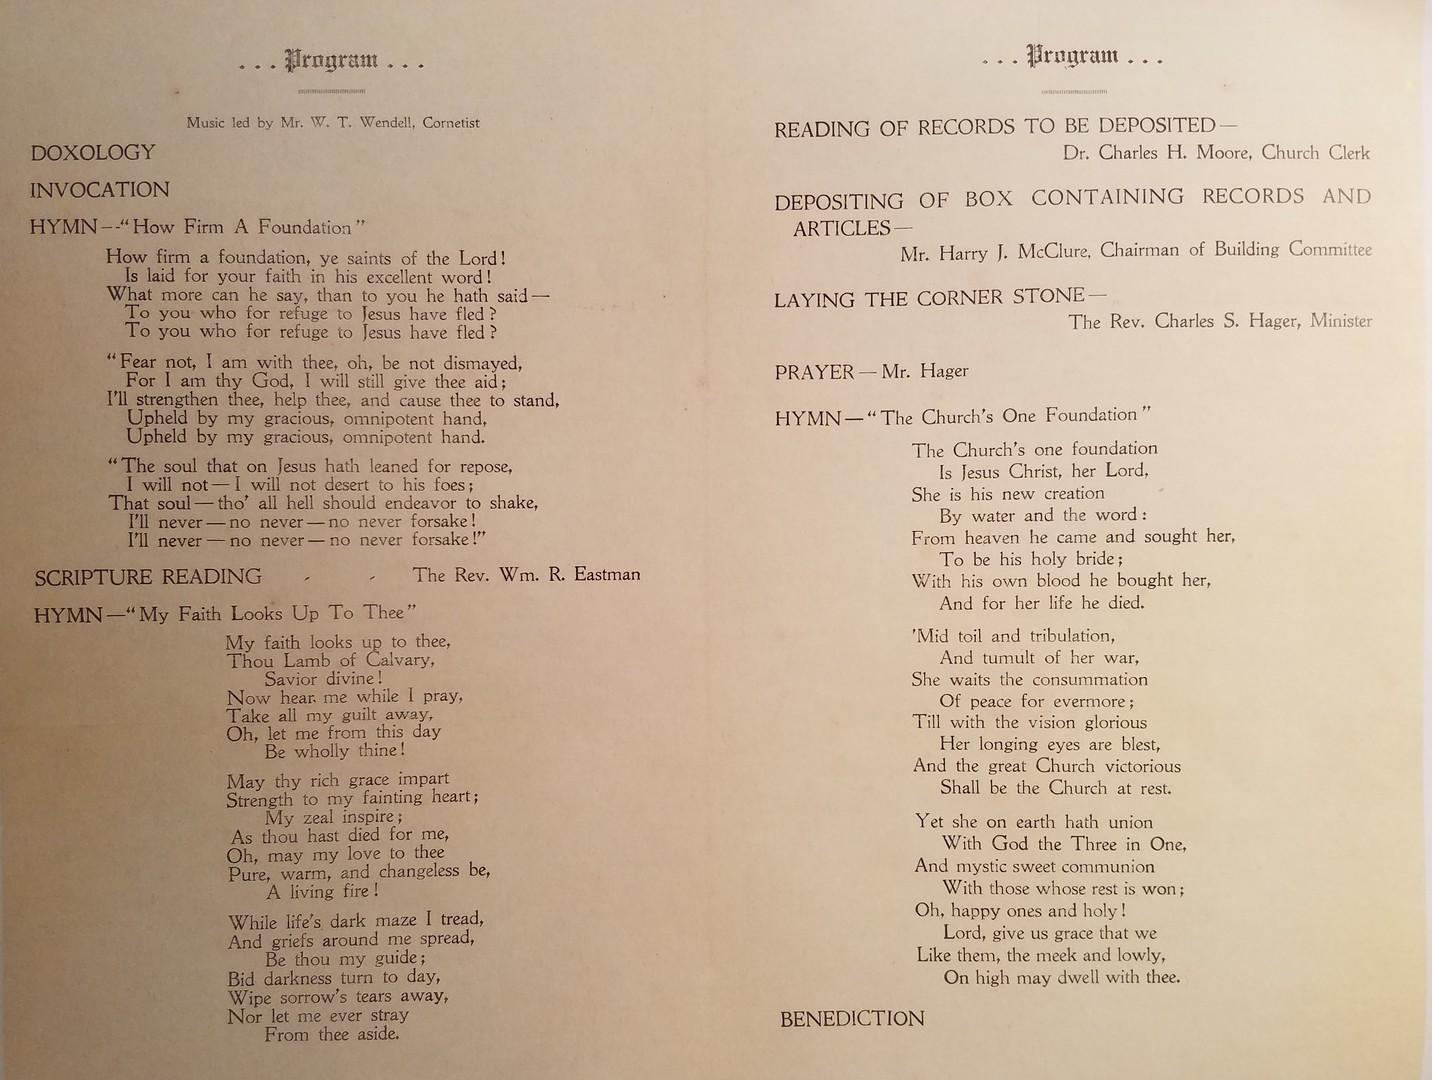 . . . Program . . .
Music led by Mr. W. T. Wendell, Cornetist
DOXOLOGY
INVOCATION
HYMN--“How Firm A Foundation”
How firm a foundation, ye saints of the Lord!
Is laid for your faith in his excellent word!
What more can he say, than to you he hath said—
To you who for refuge to Jesus have fled?
To you who for refuge to Jesus have fled?
“Fear not, I am with thee, oh, be not dismayed,
For I am thy God, I will still give thee aid;
I'll strengthen thee, help thee, and cause thee to stand,
Upheld by my gracious, omnipotent hand,
Upheld by my gracious, omnipotent hand.
“The soul that on Jesus hath leaned for repose,
I will not—I will not desert to his foes;
That soul—tho' all hell should endeavor to shake,
I'll never—no never—no never forsake!
I'll never—no never—no never forsake!”
SCRIPTURE READING - - The Rev. Wm. R. Eastman
HYMN—“My Faith Looks Up To Thee”
My faith looks up to thee,
Thou Lamb of Calvary,
Savior divine!
Now hear me while I pray,
Take all my guilt away,
Oh, let me from this day
Be wholly thine!
May thy rich grace impart
Strength to my fainting heart;
My zeal inspire;
As thou hast died for me,
Oh, may my love to thee
Pure, warm, and changeless be,
A living fire!
While life's dark maze I tread,
And griefs around me spread,
Be thou my guide;
Bid darkness turn to day,
Wipe sorrow's tears away,
Nor let me ever stray
From thee aside.
. . . Program . . .
READING OF RECORDS TO BE DEPOSITED—
Dr. Charles H. Moore, Church Clerk
DEPOSITING OF BOX CONTAINING RECORDS AND
ARTICLES—
Mr. Harry J. McClure, Chairman of Building Committee
LAYING THE CORNER STONE—
The Rev. Charles S. Hager, Minister
PRAYER—Mr. Hager
HYMN—“The Church's One Foundation”
The Church's one foundation
Is Jesus Christ, her Lord,
She is his new creation
By water and the word:
From heaven he came and sought her,
To be his holy bride;
With his own blood he bought her,
And for her life he died.
'Mid toil and tribulation,
And tumult of her war,
She waits the consummation
Of peace for evermore;
Till with the vision glorious
Her longing eyes are blest,
And the great Church victorious
Shall be the Church at rest.
Yet she on earth hath union
With God the Three in One,
And mystic sweet communion
With those whose rest is won;
Oh, happy ones and holy!
Lord, give us grace that we
Like them, the meek and lowly,
On high may dwell with thee.
BENEDICTION